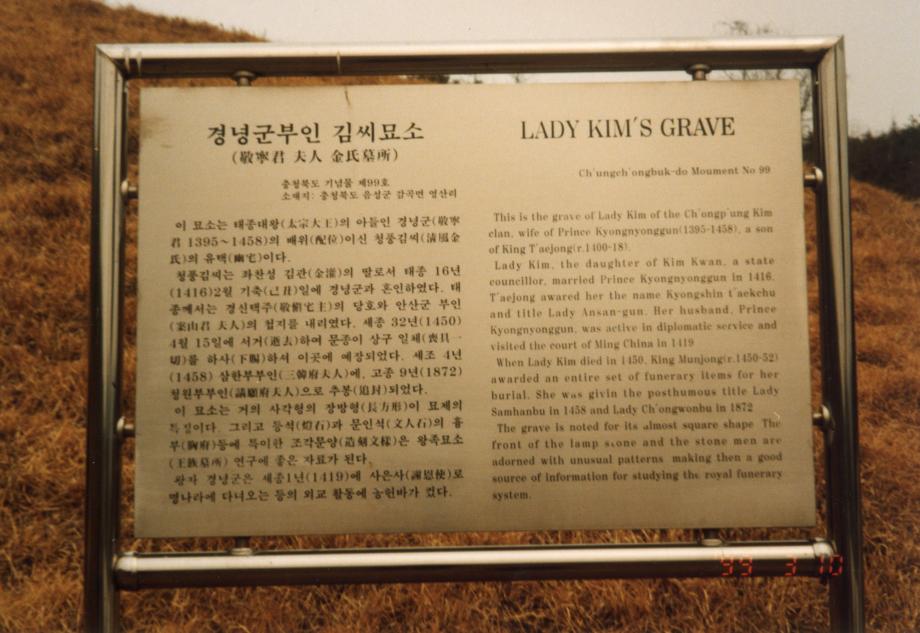 경녕군부인 김씨묘소
(敬寧君 夫人 金氏墓所)
충청북도 기념물 제99호
소재지: 충청북도 음성군 감곡면 영산리
이 묘소는 태종대왕(太宗大王)의 아들인 경녕군(敬寧
君 1395~1458)의 배위(配位)이신 청풍김씨(淸風金
氏)의 유택(幽宅)이다.
청풍김씨는 좌찬성 김관(金灌)의 딸로서 태종 16년
(1416)2월 기축(己丑)일에 경녕군과 혼인하였다. 태
종께서는 경신택주(敬愼宅主)의 당호와 안산군 부인
(案山君 夫人)의 첩지를 내리였다. 세종 32년(1450)
4월 15일에 서거(逝去)하여 문종이 상구 일체(喪具一
切)를 하사(下賜)하셔 이곳에 예장되었다. 세조 4년
(1458) 삼한부부인(三韓府夫人)에, 고종 9년(1872)
청원부부인(請願府夫人)으로 추봉(追封)되었다.
이 묘소는 거의 사각형의 장방형(長方形)이 묘제의
특징이다. 그리고 등석(燈石)과 문인석(文人石)의 흉
부(胸府)등에 특이한 조각문양(造刻文樣)은 왕족묘소
(王族墓所) 연구에 좋은 자료가 된다.
왕자 경녕군은 세종1년(1419)에 사은사(謝恩使)로
명나라에 다녀오는 등의 외교 활동에 공헌바가 컸다.
LADY KIM'S GRAVE
Ch'ungch'ongbuk-do Moument No 99
This is the grave of Lady Kim of the Ch'ongp'ung Kim
clan, wife of Prince Kyongnyonggun(1395-1458), a son
of King T'aejong(r.1400-18).
Lady Kim, the daughter of Kim Kwan, a state
councillor, married Prince Kyongnyonggun in 1416.
T'aejong awared her the name Kyongshin t'aekchu
and title Lady Ansan-gun. Her husband, Prince
Kyongnyonggun, was active in diplomatic service and
visited the court of Ming China in 1419
When Lady Kim died in 1450, King Munjong(r.1450-52)
awarded an entire set of funerary items for her
burial. She was givin the posthumous title Lady
Samhanbu in 1458 and Lady Ch'ongwonbu in 1872
The grave is noted for its almost square shape The
front of the lamp stone and the stone men are
adorned with unusual patterns making then a good
source of information for studying the royal funerary
system.
'99 3 10